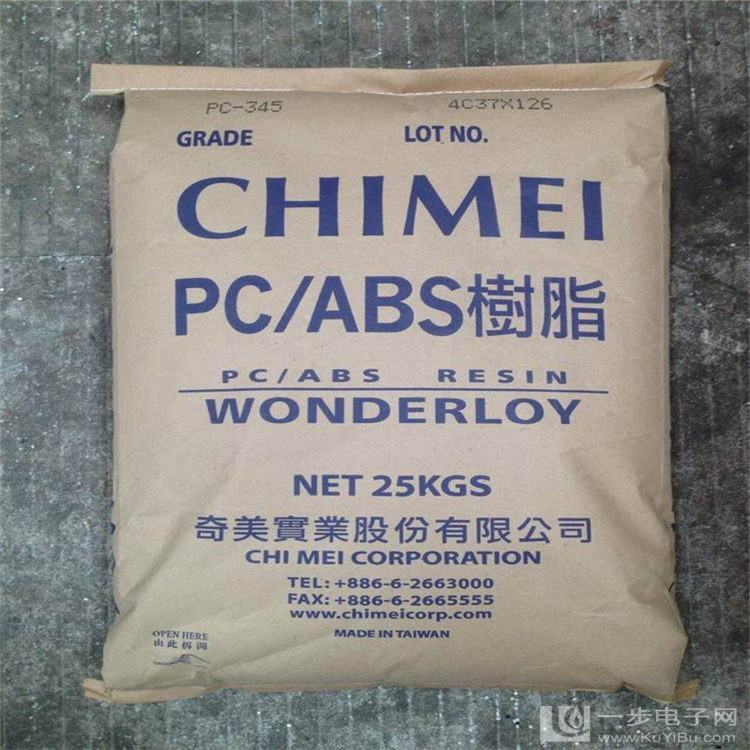 PC-345 4C37X126
GRADE LOT NO.
CHIMEI
PC/ABS樹脂
PC/ABS RESIN
WONDERLOY
NET 25KGS
奇美實業股份有限公司
CHI MEI CORPORATION
TEL: +886-6-2663000
FAX: +886-6-2665555
www.chimeicorp.com
MADE IN TAIWAN
OPEN HERE
由此拆開
一步电子网
www.KuYiBu.com